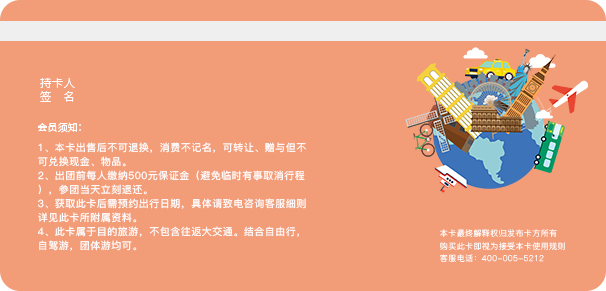 持卡人
签 名
会员须知：
1、本卡出售后不可退换，消费不记名，可转让、赠与但不
可兑换现金、物品。
2、出团前每人缴纳500元保证金（避免临时有事取消行程
），参团当天立刻退还。
3、获取此卡后需预约出行日期，具体请致电咨询客服细则
详见此卡所附属资料。
4、此卡属于目的旅游，不包含往返大交通。结合自由行，
自驾游，团体游均可。
本卡最终解释权归发布卡方所有
购买此卡即视为接受本卡使用规则
客服电话：400-005-5212